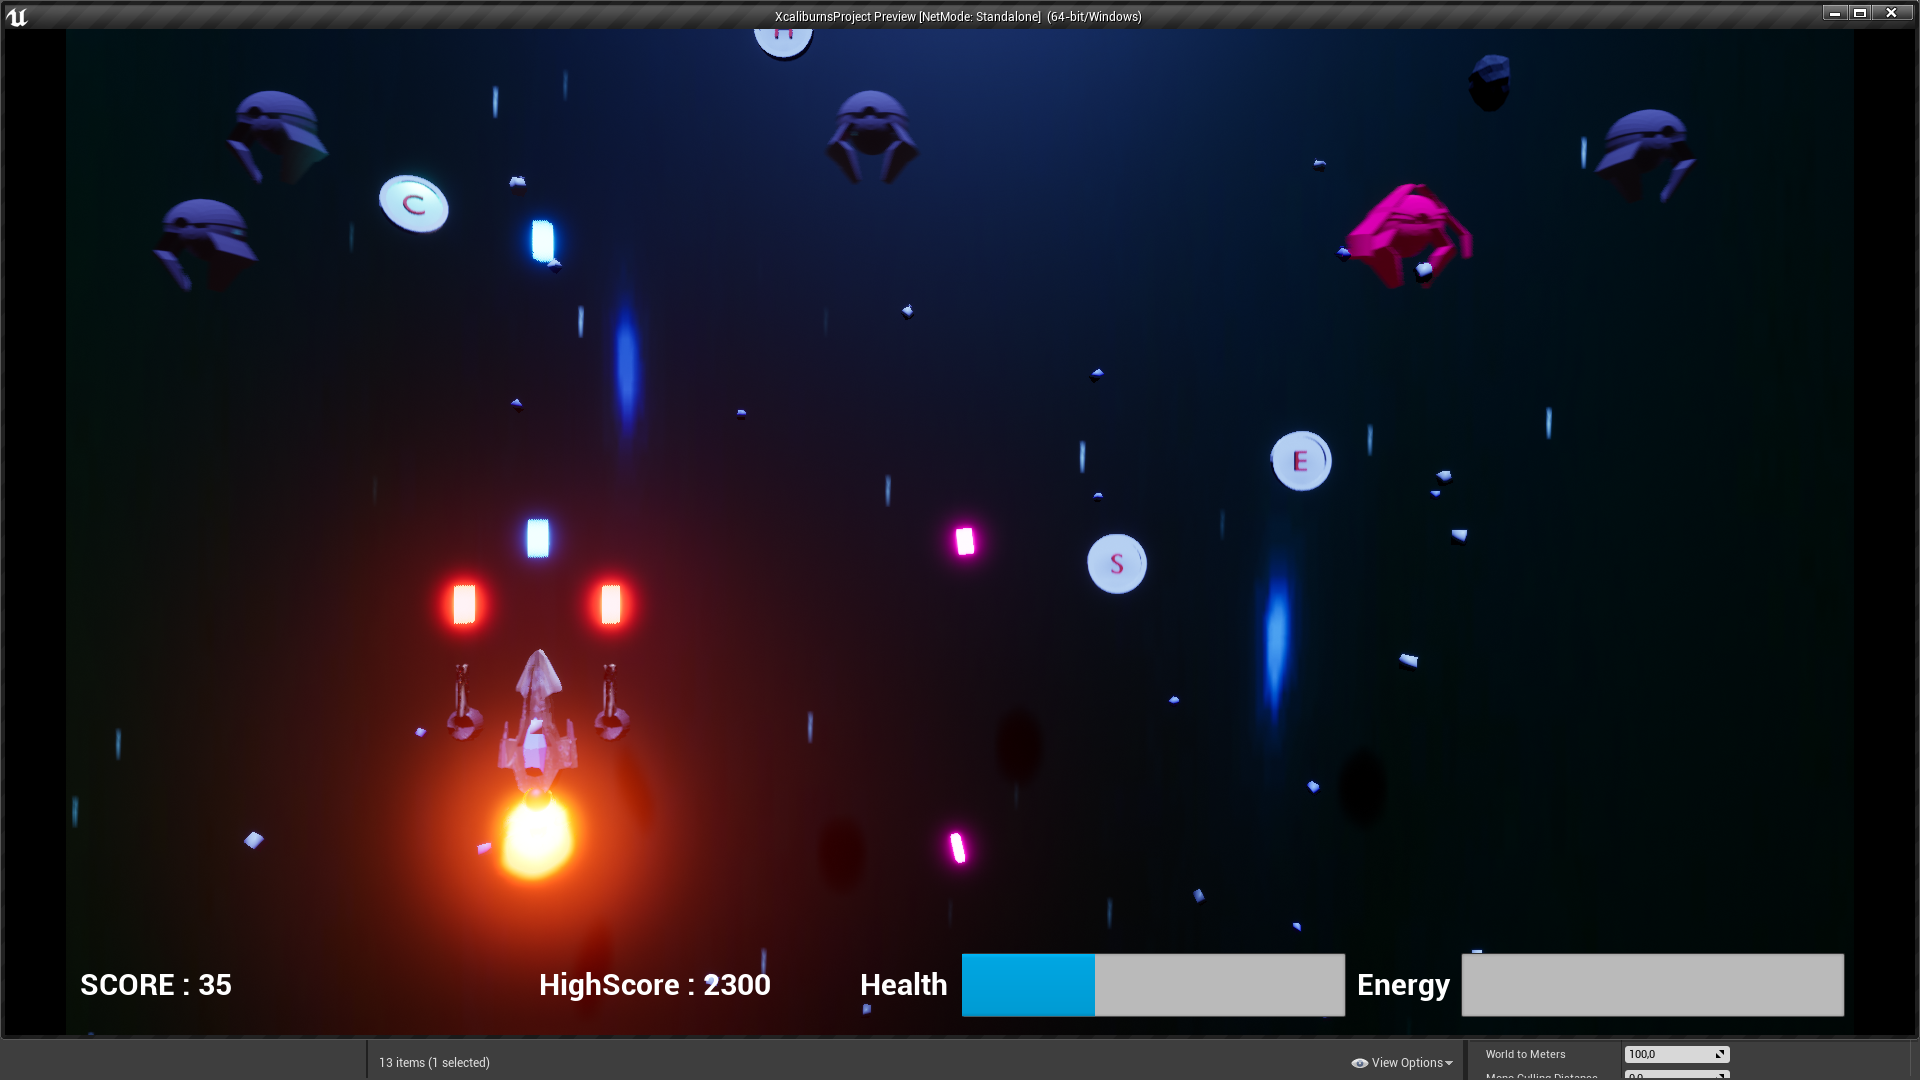 XcaliburnsProject Preview [NetMode: Standalone] (64-bit/Windows)
C
E
S
SCORE : 35
HighScore : 2300
Health
Energy
13 items (1 selected)
View Options
World to Meters
100,0